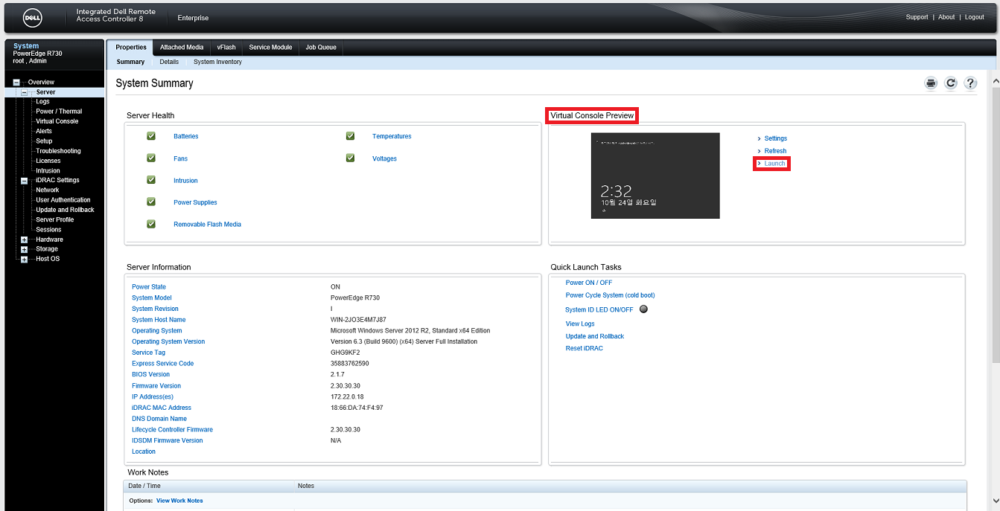 DELL
Integrated Dell Remote
Access Controller 8
Enterprise
Support | About | Logout
System
PowerEdge R730
root , Admin
Overview
Server
Logs
Power / Thermal
Virtual Console
Alerts
Setup
Troubleshooting
Licenses
Intrusion
iDRAC Settings
Network
User Authentication
Update and Rollback
Server Profile
Sessions
Hardware
Storage
Host OS
Properties Attached Media vFlash Service Module Job Queue
Summary Details System Inventory
System Summary
Server Health
Batteries Temperatures
Fans Voltages
Intrusion
Power Supplies
Removable Flash Media
Virtual Console Preview
2:32
10월 24일 화요일
Settings
Refresh
Launch
Server Information
Power State ON
System Model PowerEdge R730
System Revision I
System Host Name WIN-2JO3E4M7J87
Operating System Microsoft Windows Server 2012 R2, Standard x64 Edition
Operating System Version Version 6.3 (Build 9600) (x64) Server Full Installation
Service Tag GHG9KF2
Express Service Code 35883762590
BIOS Version 2.1.7
Firmware Version 2.30.30.30
IP Address(es) 172.22.0.18
iDRAC MAC Address 18:66:DA:74:F4:97
DNS Domain Name
Lifecycle Controller Firmware 2.30.30.30
IDSDM Firmware Version N/A
Location
Quick Launch Tasks
Power ON / OFF
Power Cycle System (cold boot)
System ID LED ON/OFF
View Logs
Update and Rollback
Reset iDRAC
Work Notes
Date / Time Notes
Options: View Work Notes